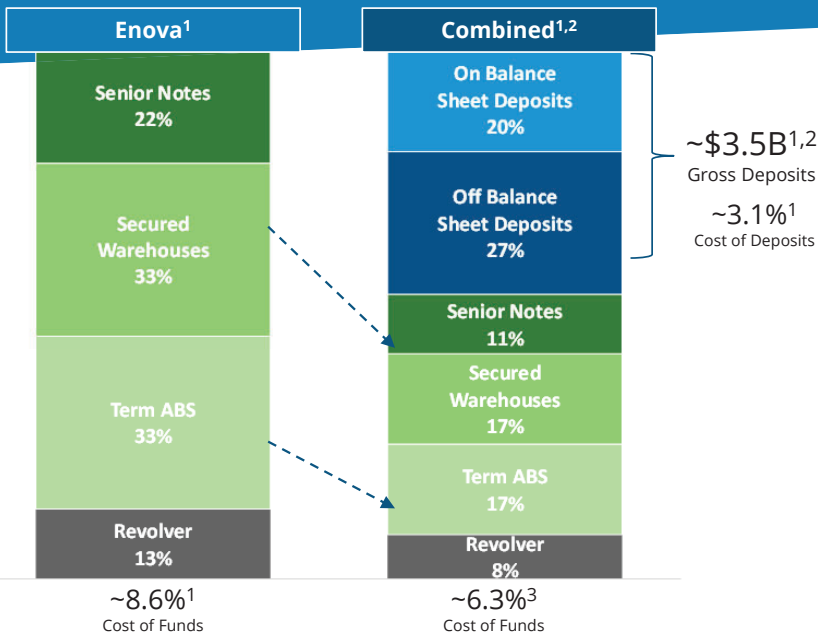 Enova¹
Senior Notes
22%
Secured
Warehouses
33%
Term ABS
33%
Revolver
13%
~8.6%¹
Cost of Funds
Combined¹,²
On Balance
Sheet Deposits
20%
Off Balance
Sheet Deposits
27%
Senior Notes
11%
Secured
Warehouses
17%
Term ABS
17%
Revolver
8%
~6.3%³
Cost of Funds
~$3.5B¹,²
Gross Deposits
~3.1%¹
Cost of Deposits